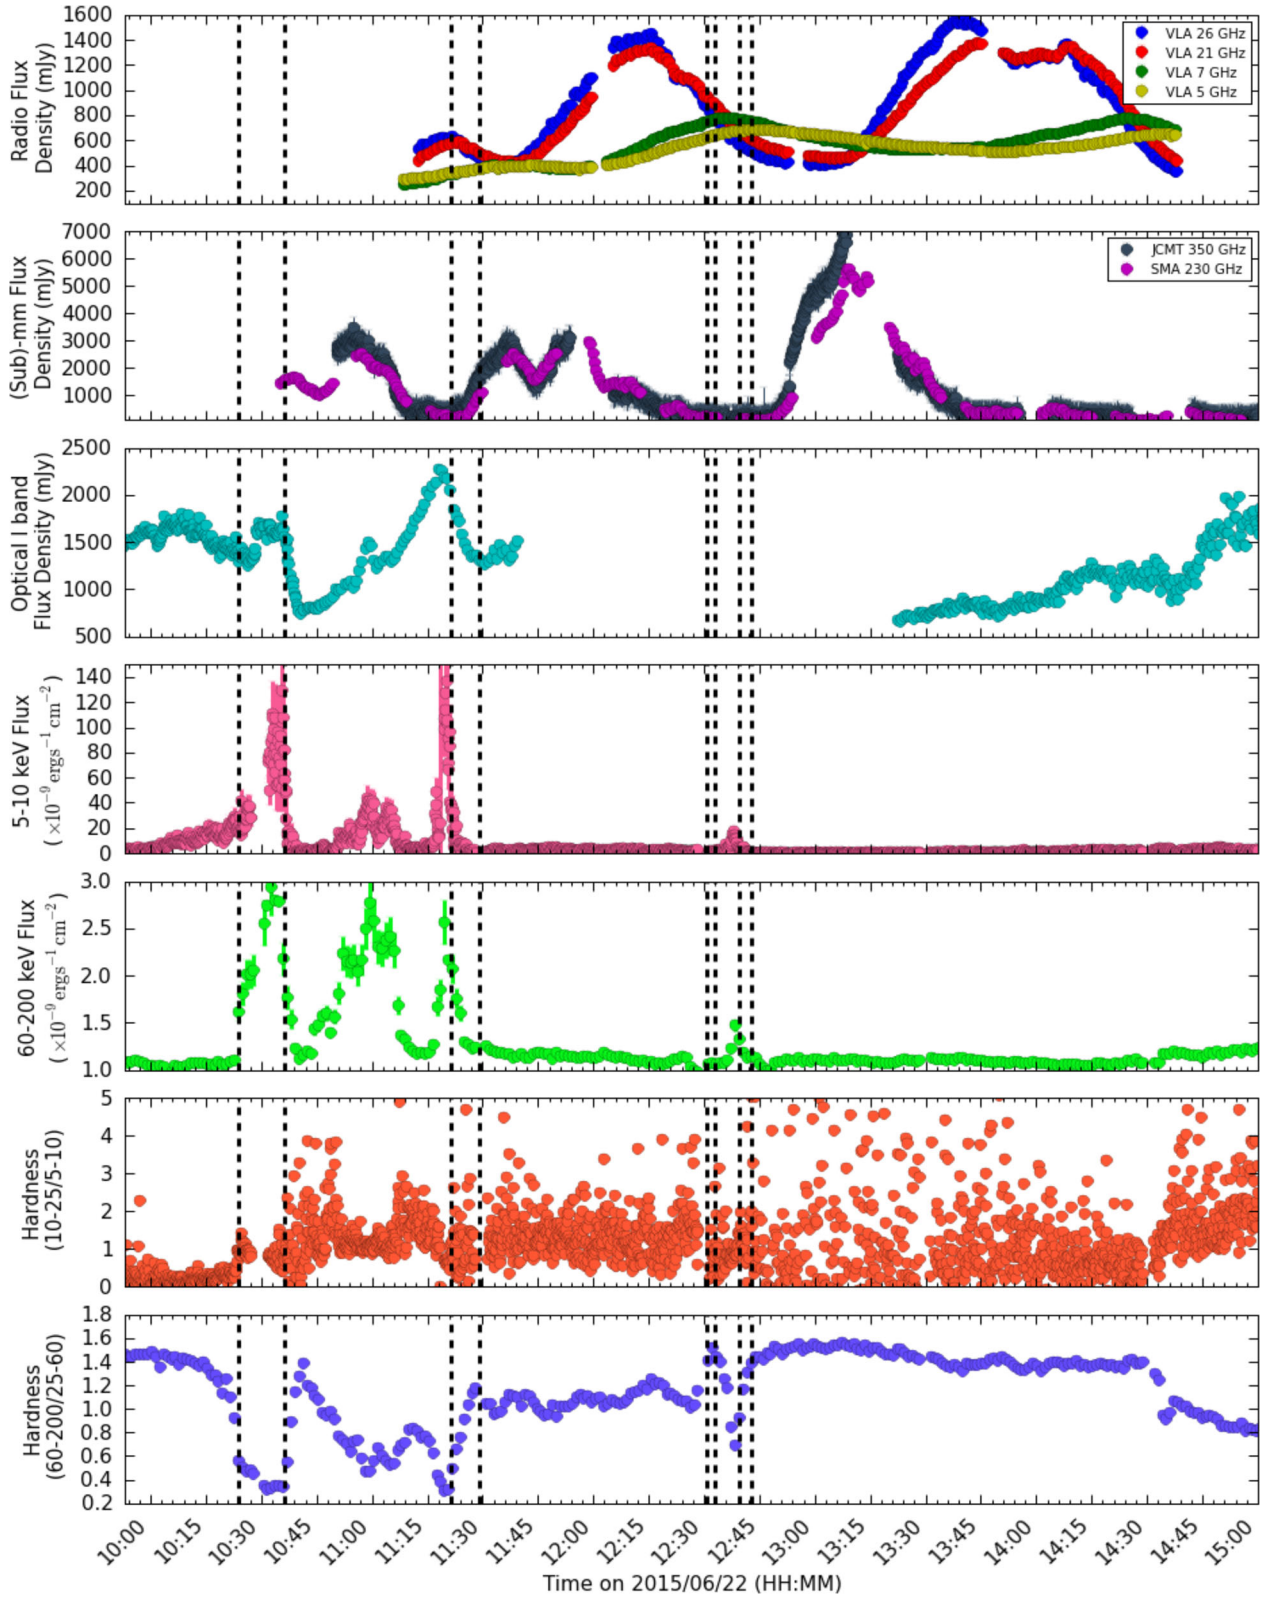 1600
1400
1200
1000
800
600
400
200
Radio Flux
Density (mJy)
VLA 26 GHz
VLA 21 GHz
VLA 7 GHz
VLA 5 GHz
7000
6000
5000
4000
3000
2000
1000
(Sub)-mm Flux
Density (mJy)
JCMT 350 GHz
SMA 230 GHz
2500
2000
1500
1000
500
Optical I band
Flux Density (mJy)
140
120
100
80
60
40
20
0
5-10 keV Flux
(×10⁻⁹ ergs⁻¹ cm⁻²)
3.0
2.5
2.0
1.5
1.0
60-200 keV Flux
(×10⁻⁹ ergs⁻¹ cm⁻²)
5
4
3
2
1
0
Hardness
(10-25/5-10)
1.8
1.6
1.4
1.2
1.0
0.8
0.6
0.4
0.2
Hardness
(60-200/25-60)
10:00 10:15 10:30 10:45 11:00 11:15 11:30 11:45 12:00 12:15 12:30 12:45 13:00 13:15 13:30 13:45 14:00 14:15 14:30 14:45 15:00
Time on 2015/06/22 (HH:MM)